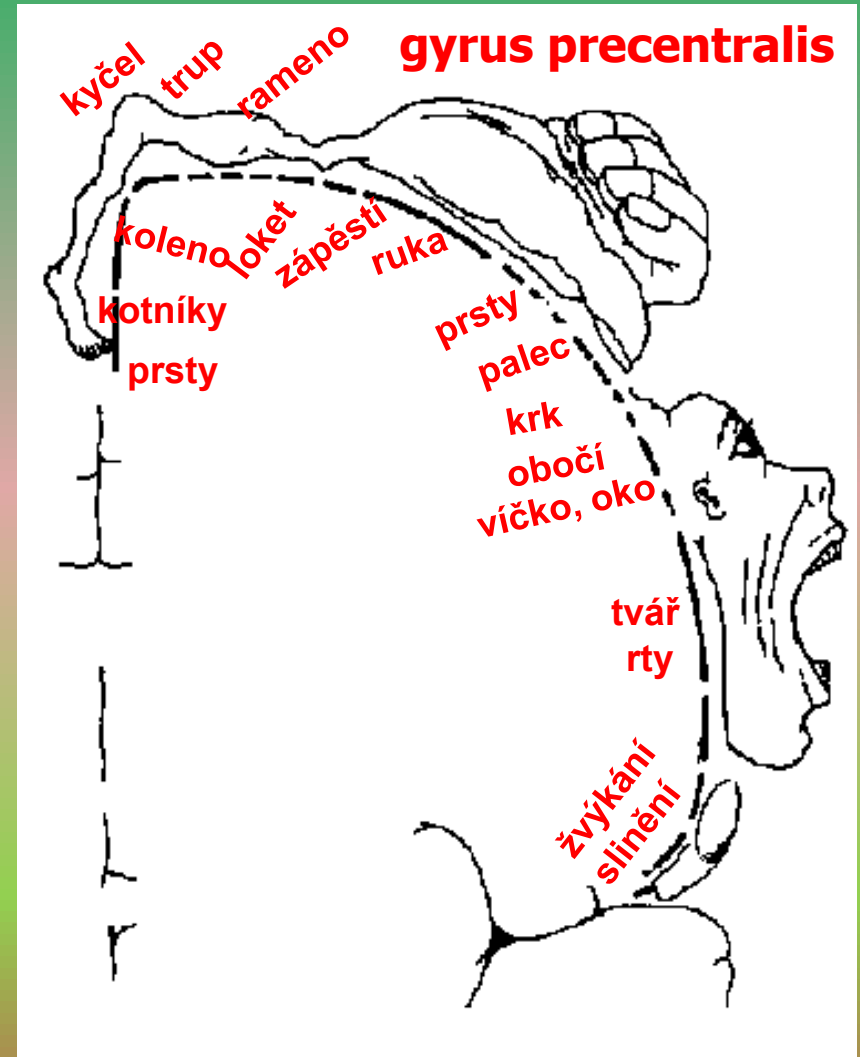 gyrus precentralis
kyčel
trup
rameno
koleno
loket
zápěstí
ruka
kotníky
prsty
prsty
palec
krk
obočí
víčko, oko
tvář
rty
žvýkání
slinění